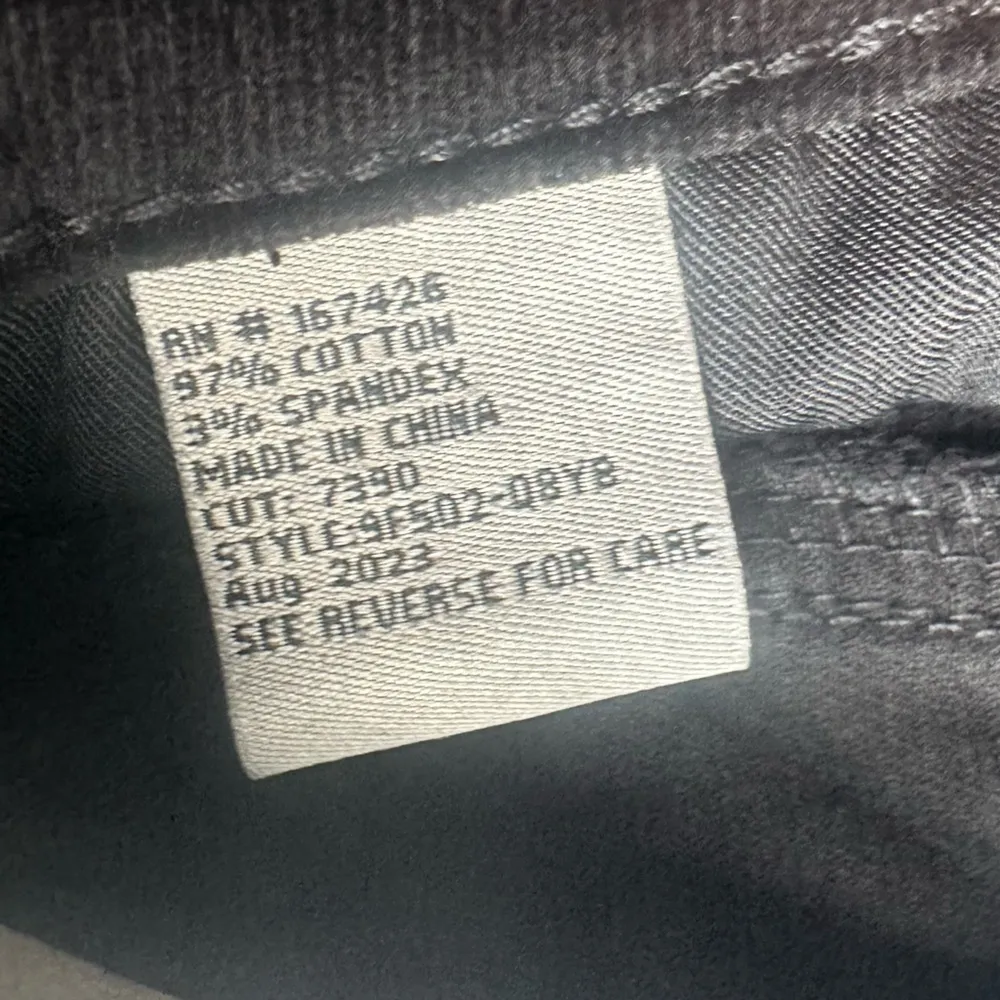 RN # 167426
97% COTTON
3% SPANDEX
MADE IN CHINA
CUT: 7390
STYLE:9FS02-Q8Y8
Aug 2023
SEE REVERSE FOR CARE